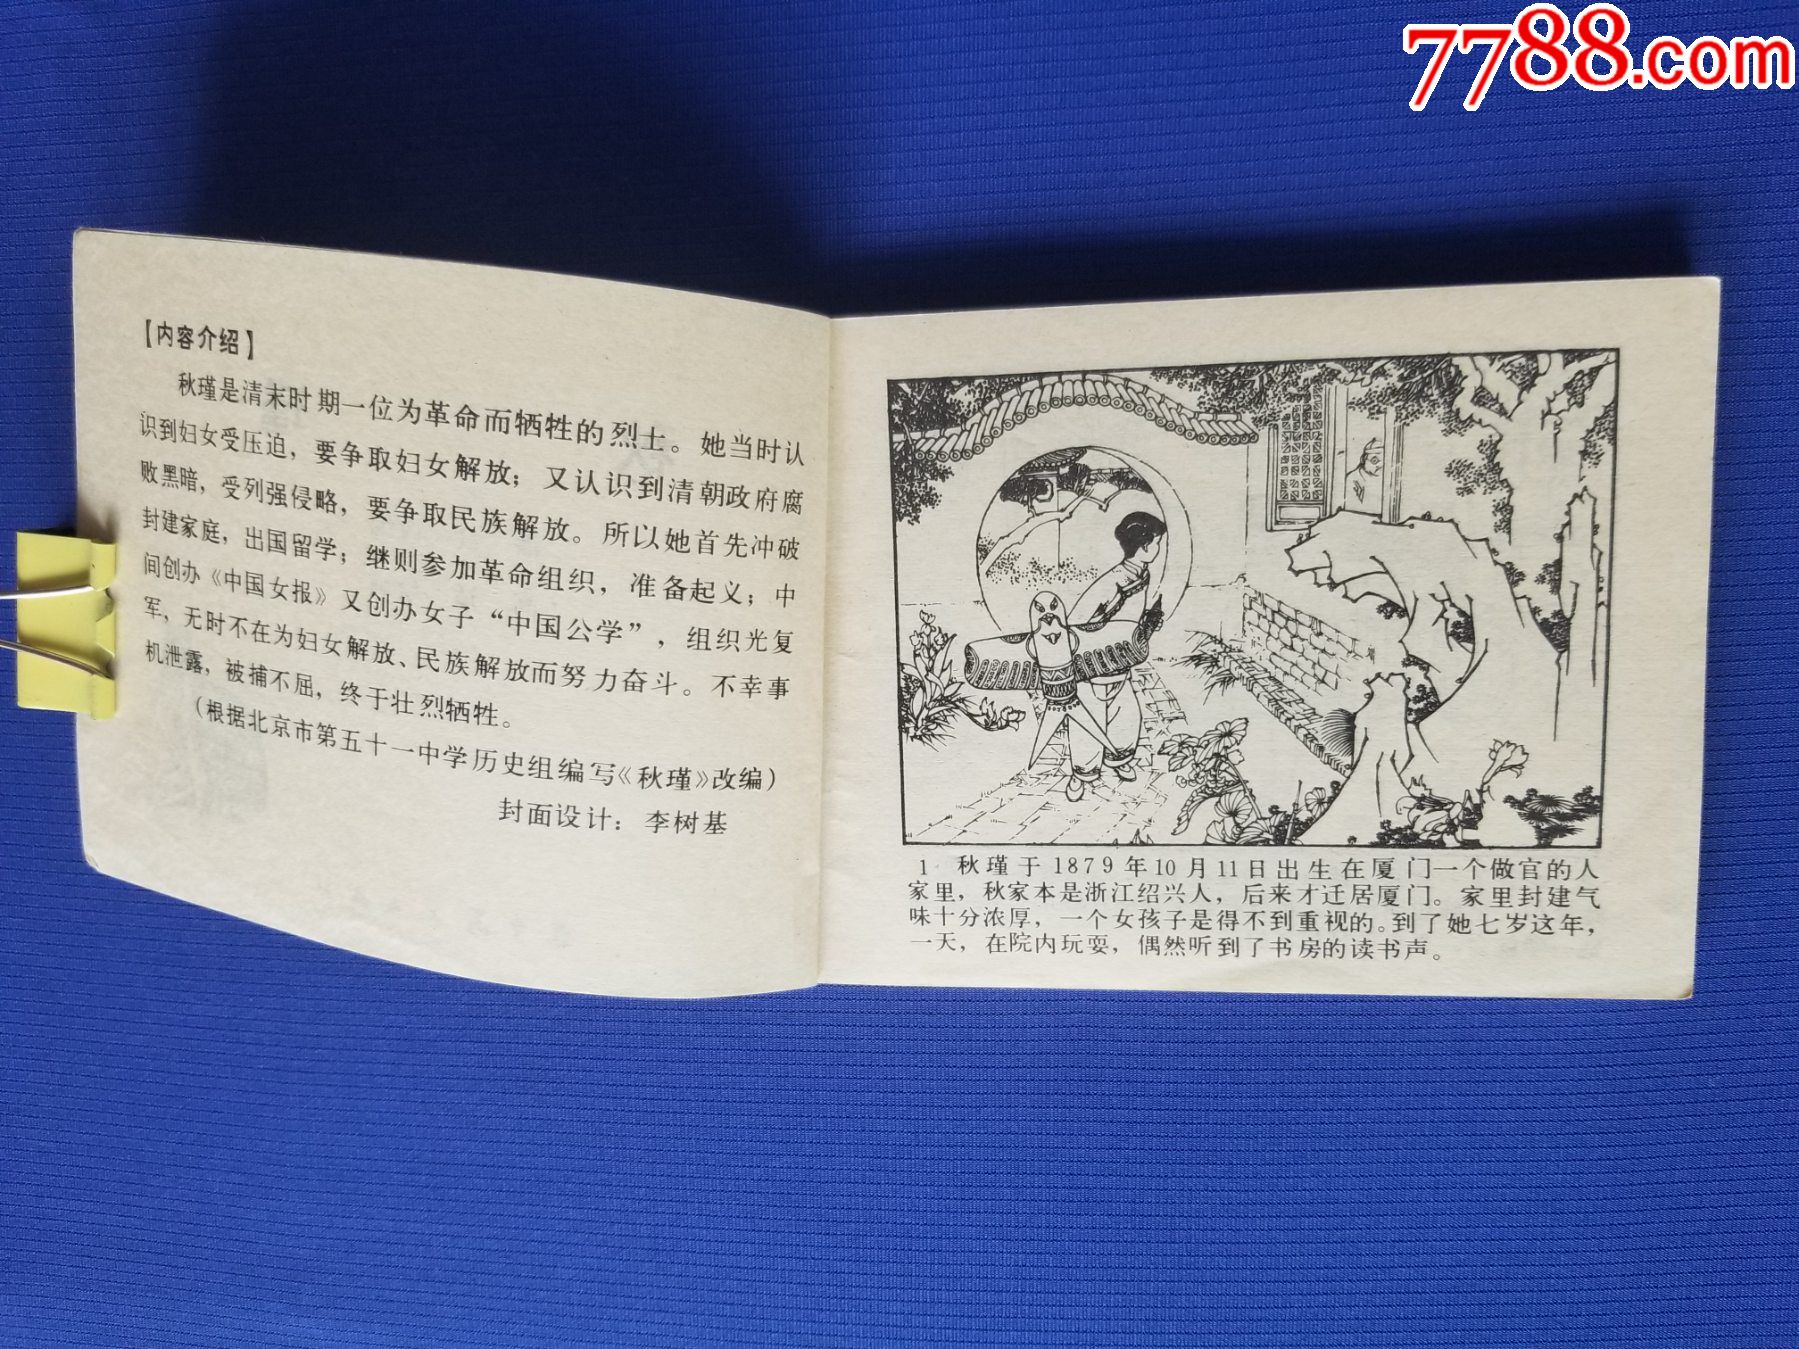 7788.com
【内容介绍】
秋瑾是清末时期一位为革命而牺牲的烈士。她当时认
识到妇女受压迫，要争取妇女解放；又认识到清朝政府腐
败黑暗，受列强侵略，要争取民族解放。所以她首先冲破
封建家庭，出国留学；继则参加革命组织，准备起义；中
间创办《中国女报》又创办女子“中国公学”，组织光复
军，无时不在为妇女解放、民族解放而努力奋斗。不幸事
机泄露，被捕不屈，终于壮烈牺牲。
（根据北京市第五十一中学历史组编写《秋瑾》改编）
封面设计：李树基
1 秋瑾于1879年10月11日出生在厦门一个做官的人
家里，秋家本是浙江绍兴人，后来才迁居厦门。家里封建气
味十分浓厚，一个女孩子是得不到重视的。到了她七岁这年，
一天，在院内玩耍，偶然听到了书房的读书声。